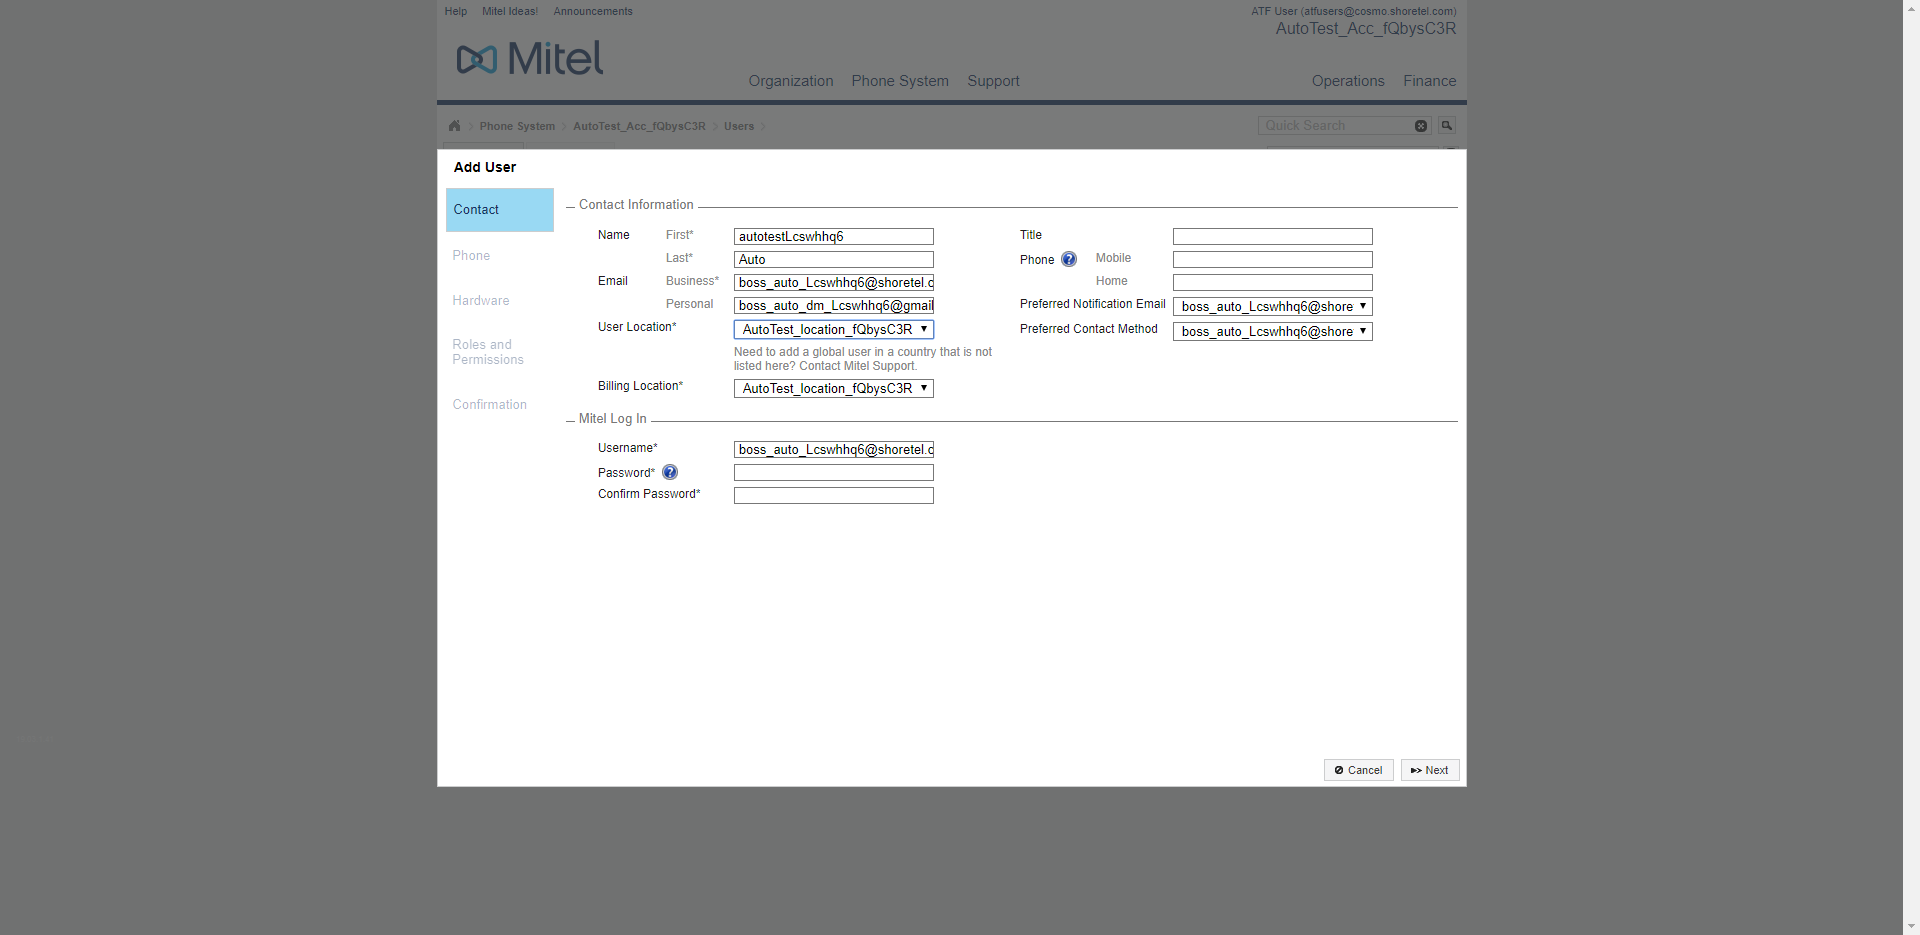 Help Mitel Ideas! Announcements
ATF User (atfusers@cosmo.shoretel.com)
AutoTest_Acc_fQbysC3R
Mitel
Organization Phone System Support Operations Finance
Phone System AutoTest_Acc_fQbysC3R Users
Quick Search
Add User
Contact
Phone
Hardware
Roles and
Permissions
Confirmation
Contact Information
Name First* autotestLcswhhq6
Last* Auto
Email Business* boss_auto_Lcswhhq6@shoretel.c
Personal boss_auto_dm_Lcswhhq6@gmail
User Location* AutoTest_location_fQbysC3R
Need to add a global user in a country that is not
listed here? Contact Mitel Support.
Billing Location* AutoTest_location_fQbysC3R
Title
Phone ? Mobile
Home
Preferred Notification Email boss_auto_Lcswhhq6@shore
Preferred Contact Method boss_auto_Lcswhhq6@shore
Mitel Log In
Username* boss_auto_Lcswhhq6@shoretel.c
Password* ?
Confirm Password*
Cancel Next